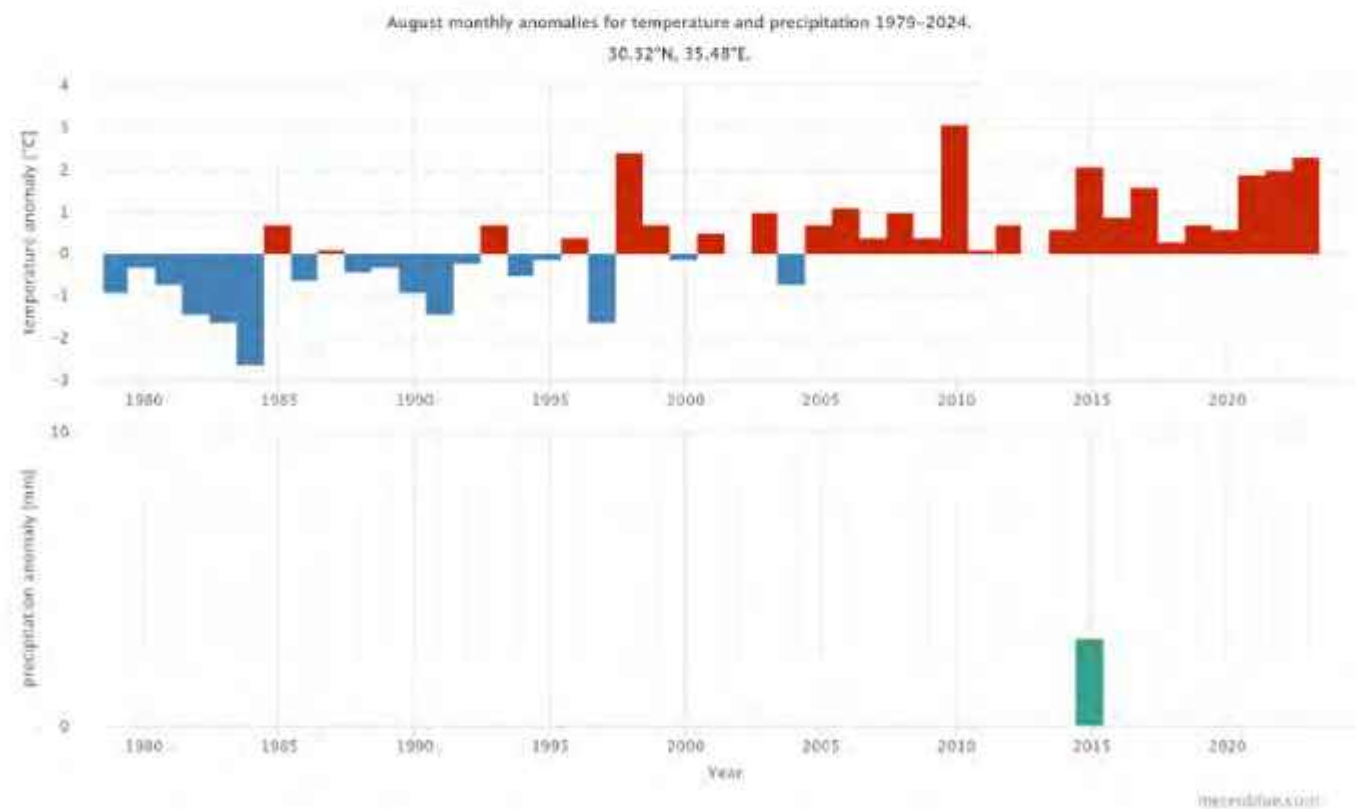 August monthly anomalies for temperature and precipitation 1979–2024.
30.32°N, 35.48°E.
temperature anomaly [°C]
4
3
2
1
0
-1
-2
-3
1980 1985 1990 1995 2000 2005 2010 2015 2020
precipitation anomaly [mm]
10
0
1980 1985 1990 1995 2000 2005 2010 2015 2020
Year
meteoblue.com